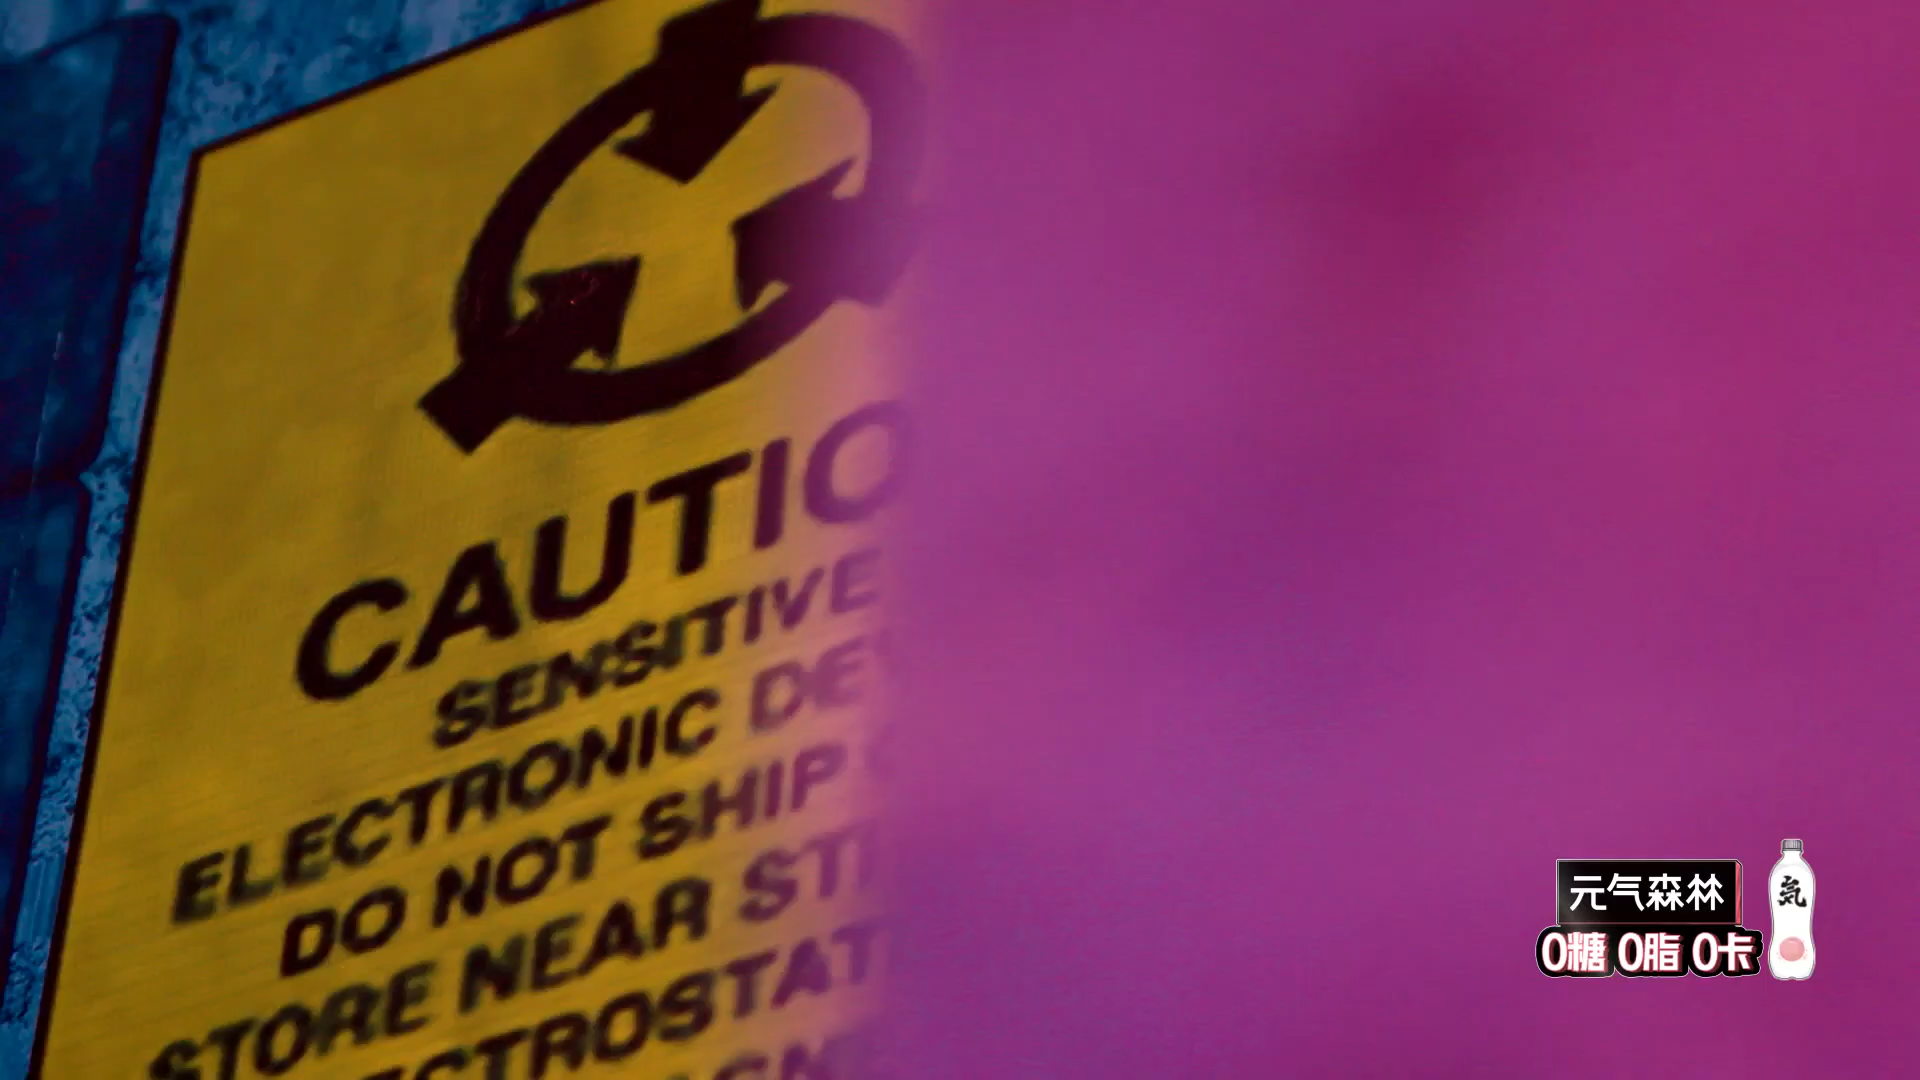 CAUTIO
SENSITIVE
ELECTRONIC DE
DO NOT SHIP
STORE NEAR ST
ECTROSTAT
元气森林
0糖 0脂 0卡
氣